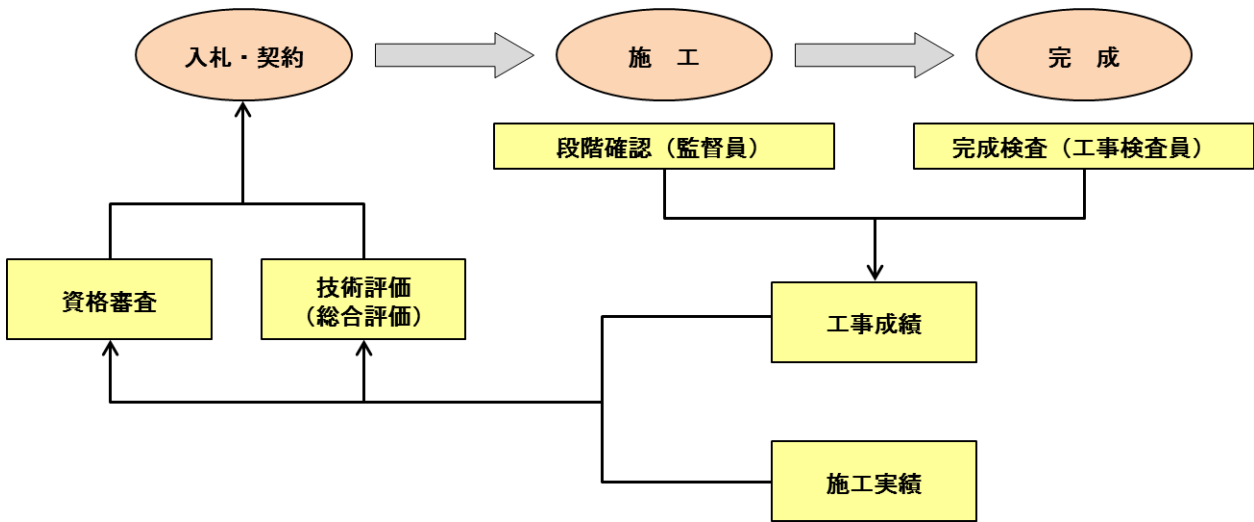 入札・契約
施　工
完　成
段階確認（監督員）
完成検査（工事検査員）
資格審査
技術評価
（総合評価）
工事成績
施工実績